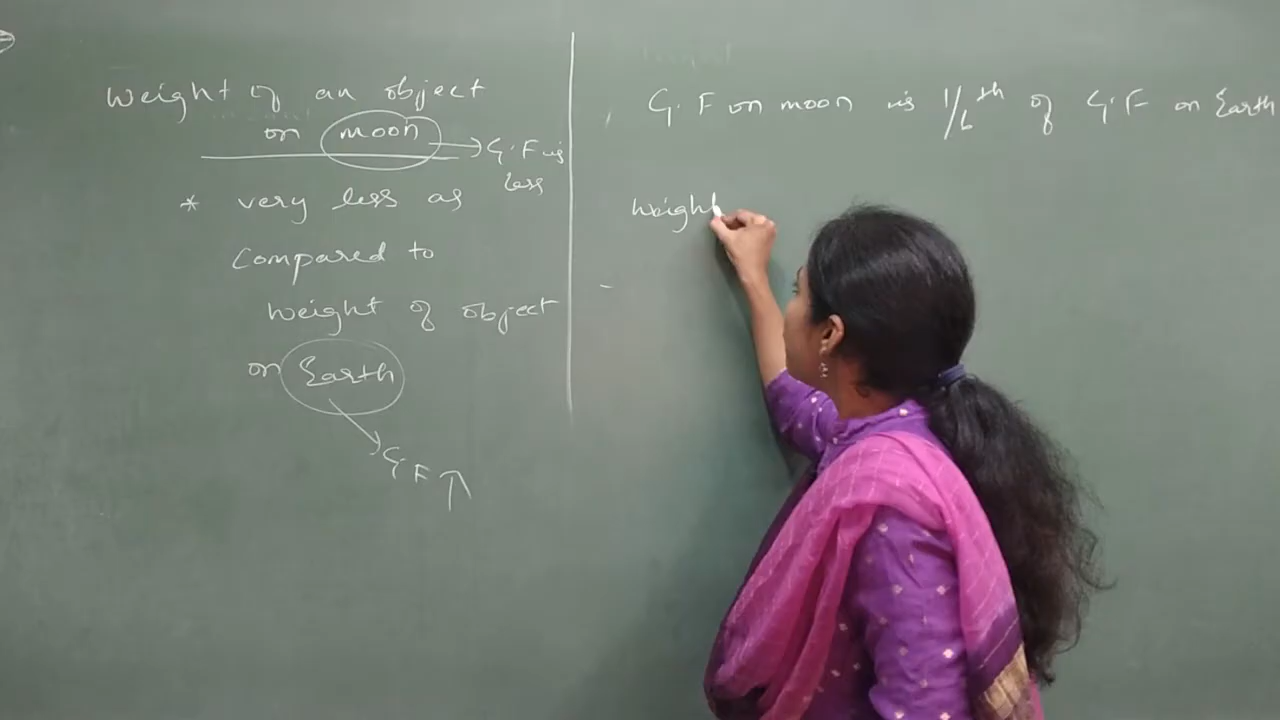 Weight of an object
on moon → G.F is
less
* very less as
Compared to
Weight of object
on Earth
G.F ↑
G.F on moon is 1/6th of G.F on Earth
Weight